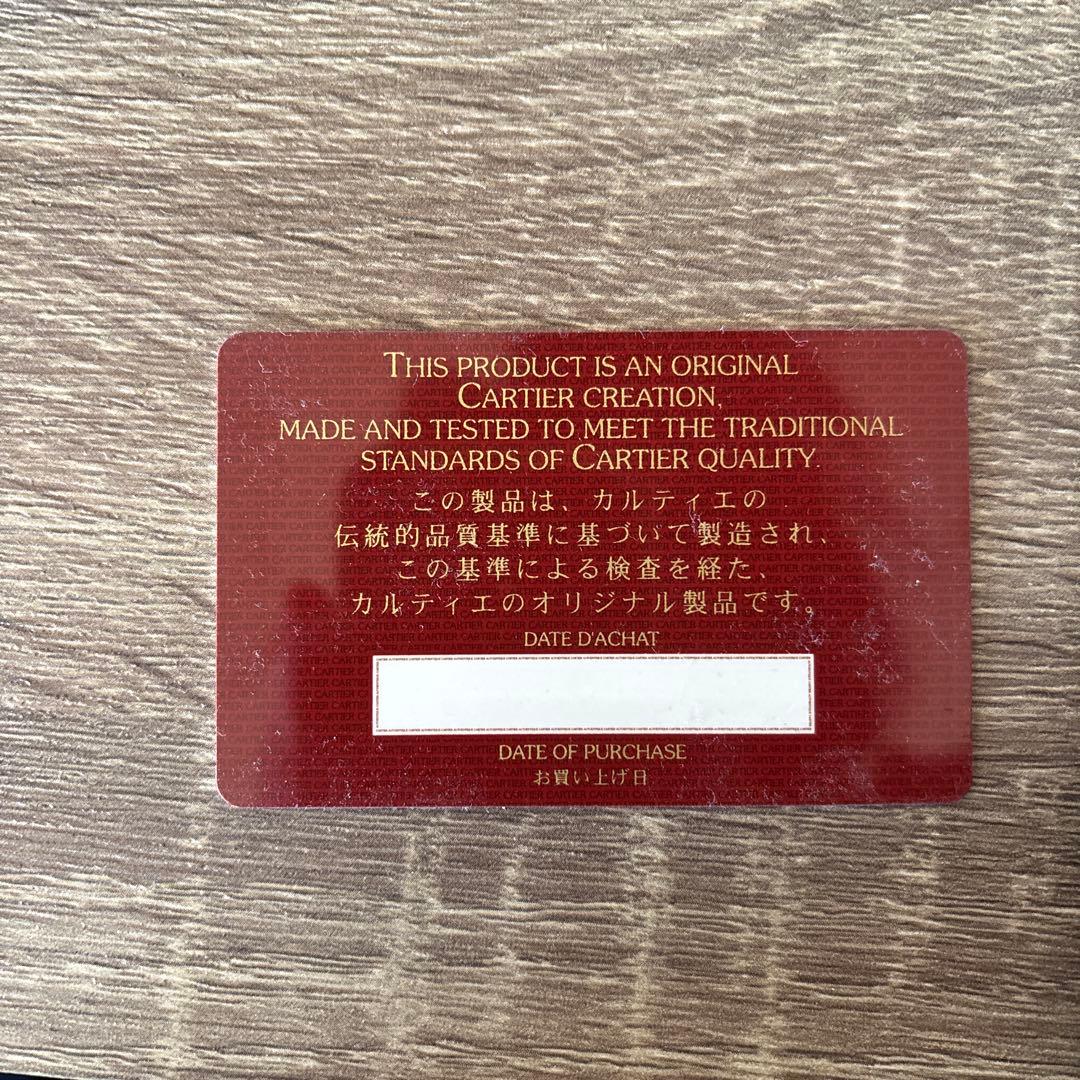 THIS PRODUCT IS AN ORIGINAL
CARTIER CREATION,
MADE AND TESTED TO MEET THE TRADITIONAL
STANDARDS OF CARTIER QUALITY.
この製品は、カルティエの
伝統的品質基準に基づいて製造され、
この基準による検査を経た、
カルティエのオリジナル製品です。
DATE D'ACHAT
DATE OF PURCHASE
お買い上げ日